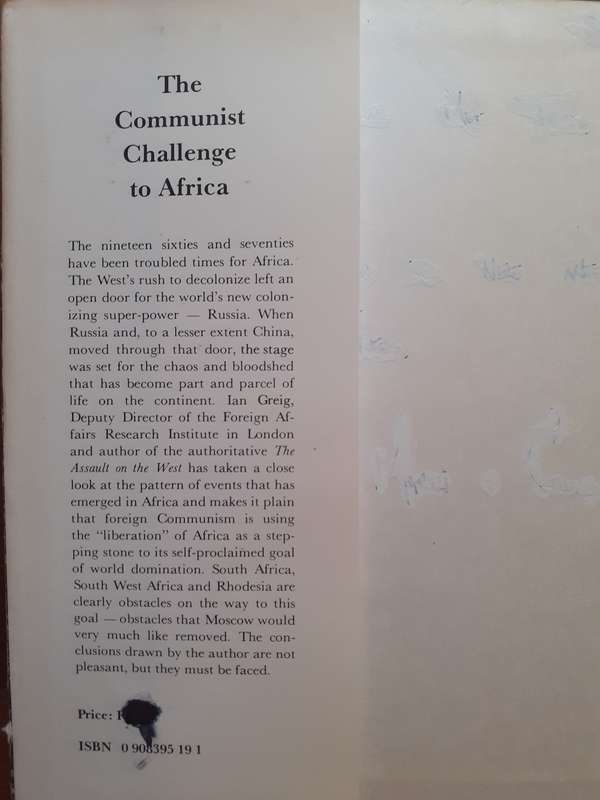 The
Communist
Challenge
to Africa
The nineteen sixties and seventies
have been troubled times for Africa.
The West's rush to decolonize left an
open door for the world's new colon-
izing super-power — Russia. When
Russia and, to a lesser extent China,
moved through that door, the stage
was set for the chaos and bloodshed
that has become part and parcel of
life on the continent. Ian Greig,
Deputy Director of the Foreign Af-
fairs Research Institute in London
and author of the authoritative The
Assault on the West has taken a close
look at the pattern of events that has
emerged in Africa and makes it plain
that foreign Communism is using
the “liberation” of Africa as a step-
ping stone to its self-proclaimed goal
of world domination. South Africa,
South West Africa and Rhodesia are
clearly obstacles on the way to this
goal — obstacles that Moscow would
very much like removed. The con-
clusions drawn by the author are not
pleasant, but they must be faced.
Price:
ISBN 0 908395 19 1